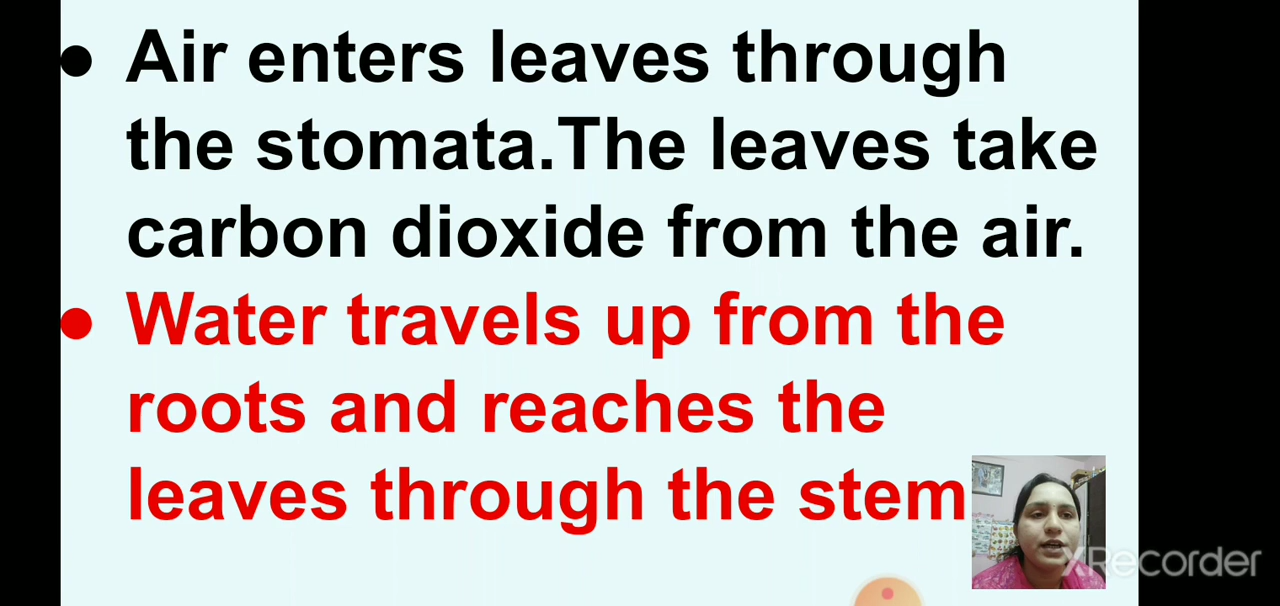 ● Air enters leaves through
the stomata.The leaves take
carbon dioxide from the air.
● Water travels up from the
roots and reaches the
leaves through the stem
XRecorder